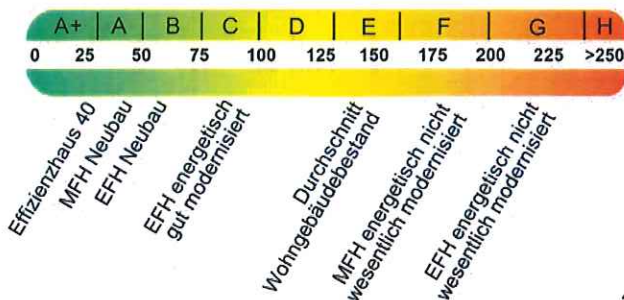 A+ A B C D E F G H
0 25 50 75 100 125 150 175 200 225 >250
Effizienzhaus 40
MFH Neubau
EFH Neubau
EFH energetisch
gut modernisiert
Durchschnitt
Wohngebäudebestand
MFH energetisch nicht
wesentlich modernisiert
EFH energetisch nicht
wesentlich modernisiert